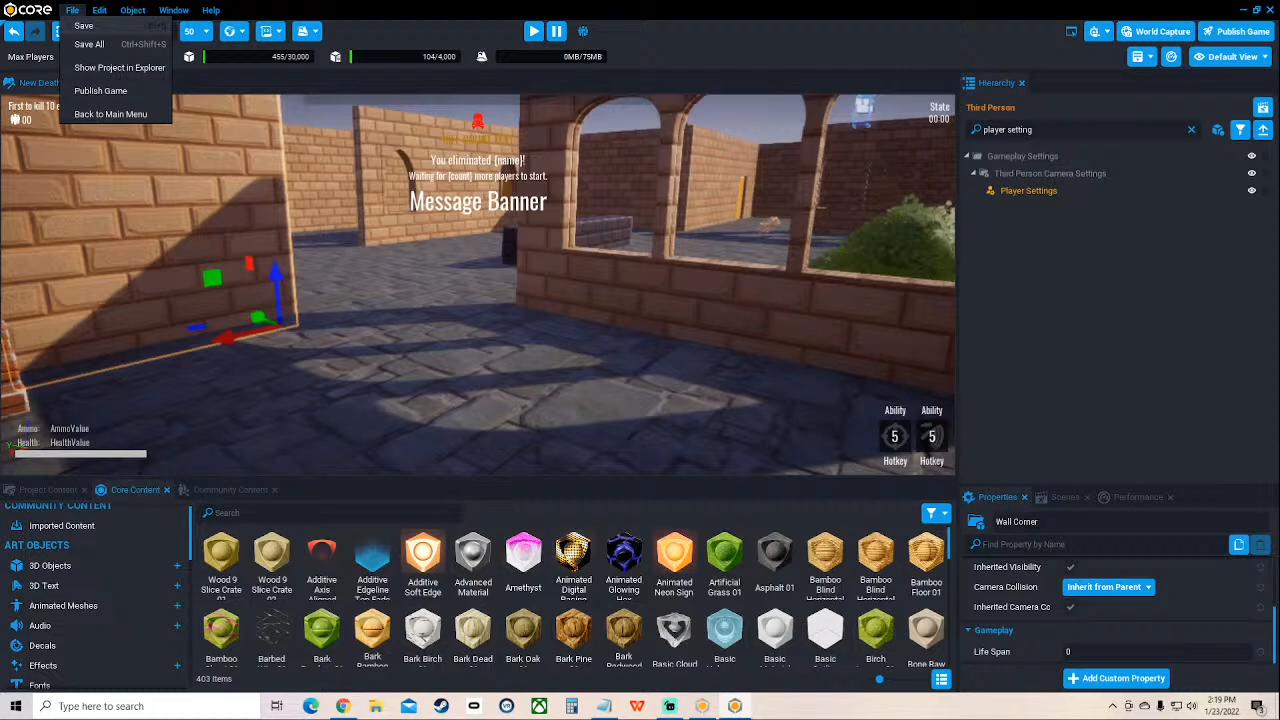 CORE File Edit Object Window Help
Save
Save All Ctrl+Shift+S
Show Project in Explorer
Publish Game
Back to Main Menu
50
World Capture
Publish Game
Max Players
455/30,000
104/4,000
0MB/75MB
Default View
New Death
First to kill 10 e
00
State
00:00
You eliminated {name}!
Waiting for {count} more players to start.
Message Banner
Ammo: AmmoValue
Health: HealthValue
Ability Ability
5 5
Hotkey Hotkey
Hierarchy
Third Person
player setting
Gameplay Settings
Third Person Camera Settings
Player Settings
Project Content Core Content Community Content
COMMUNITY CONTENT
Imported Content
ART OBJECTS
3D Objects
3D Text
Animated Meshes
Audio
Decals
Effects
Fonts
Search
Wood 9 Slice Crate
Wood 9 Slice Crate
Additive Axis Aligned
Additive Edgeline
Additive Soft Edge
Advanced Material
Amethyst
Animated Digital
Animated Glowing
Animated Neon Sign
Artificial Grass 01
Asphalt 01
Bamboo Blind Horizontal
Bamboo Blind Horizontal
Bamboo Floor 01
Bamboo
Barbed
Bark
Bark Bamboo
Bark Birch
Bark Dead
Bark Oak
Bark Pine
Bark
Basic Cloud
Basic
Basic
Basic
Birch
Bone Raw
403 Items
Properties Scenes Performance
Wall Corner
Find Property by Name
Inherited Visibility
Camera Collision Inherit from Parent
Inherited Camera Co
Gameplay
Life Span 0
Add Custom Property
Type here to search
2:19 PM
1/23/2022